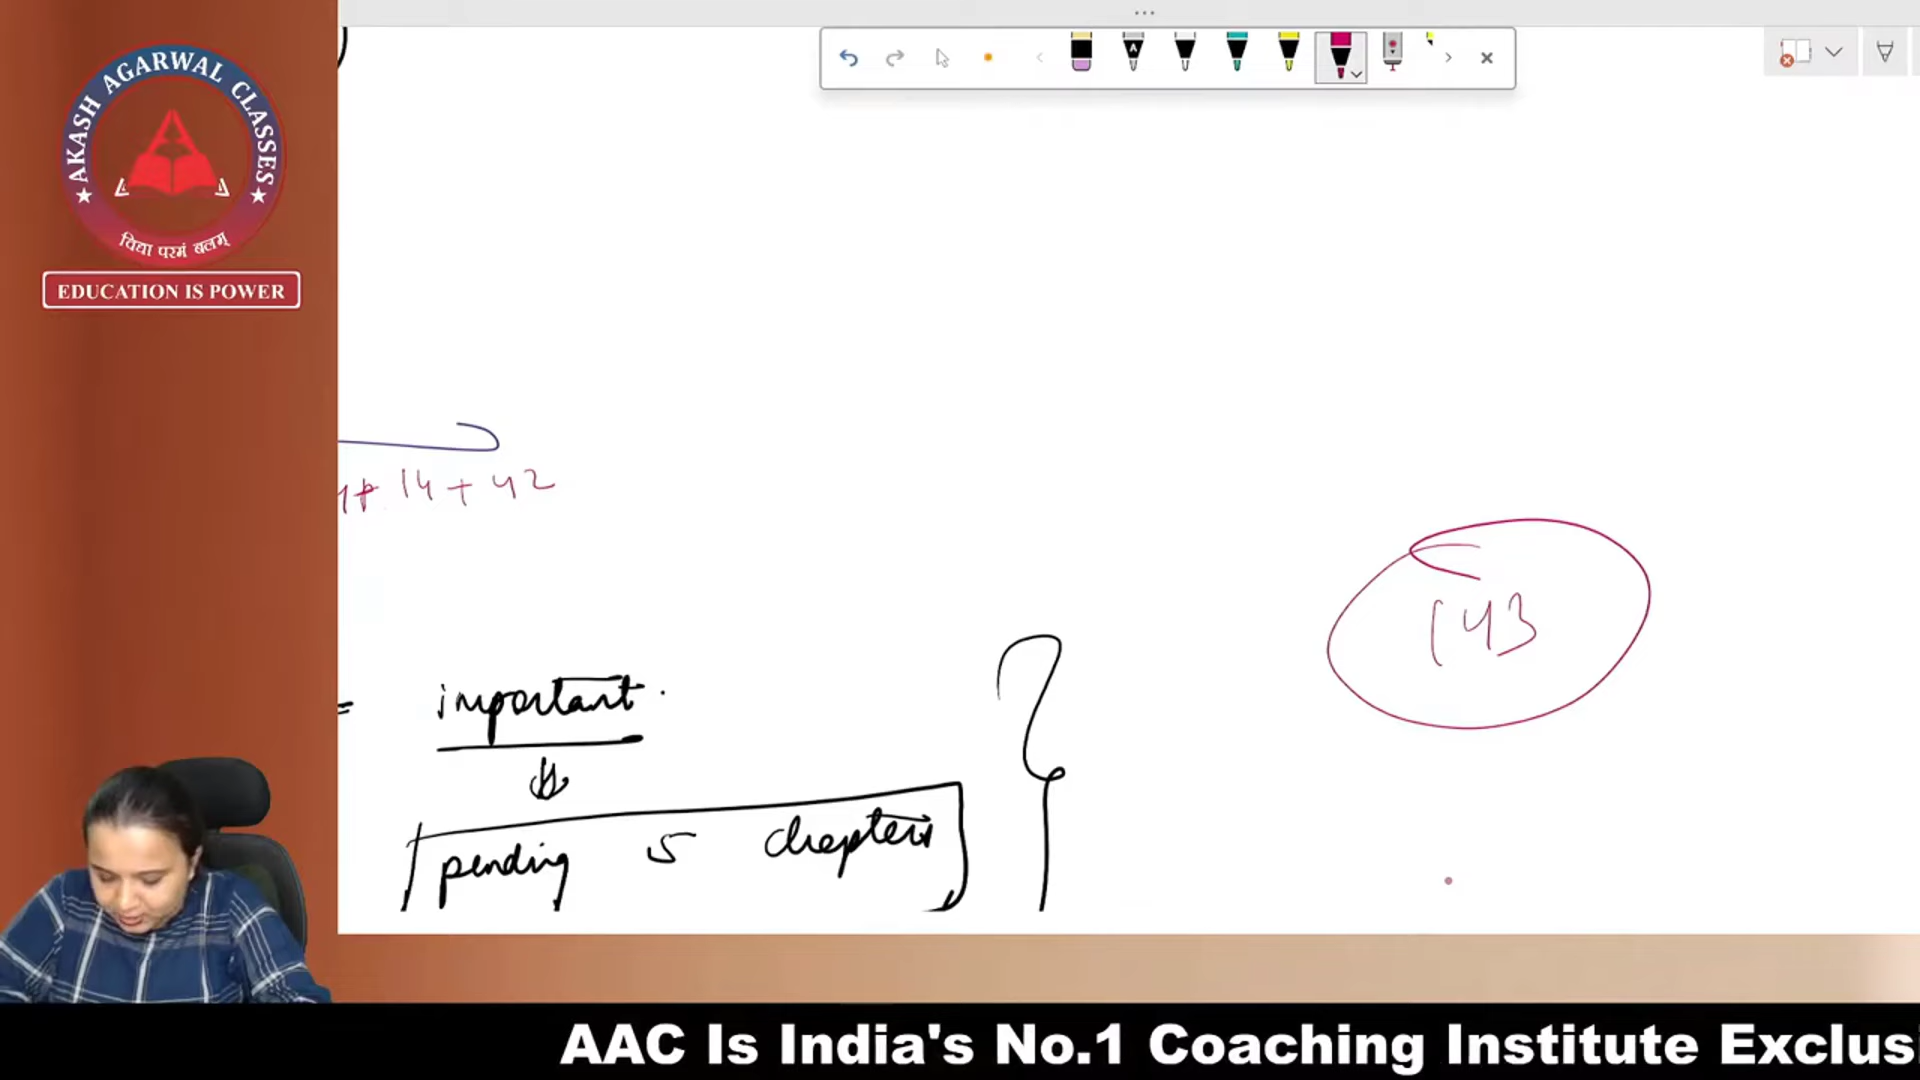 AKASH AGARWAL CLASSES
विद्या परमं बलम्
EDUCATION IS POWER
14 + 42
143
= important.
pending 5 chapters
AAC Is India's No.1 Coaching Institute Exclus